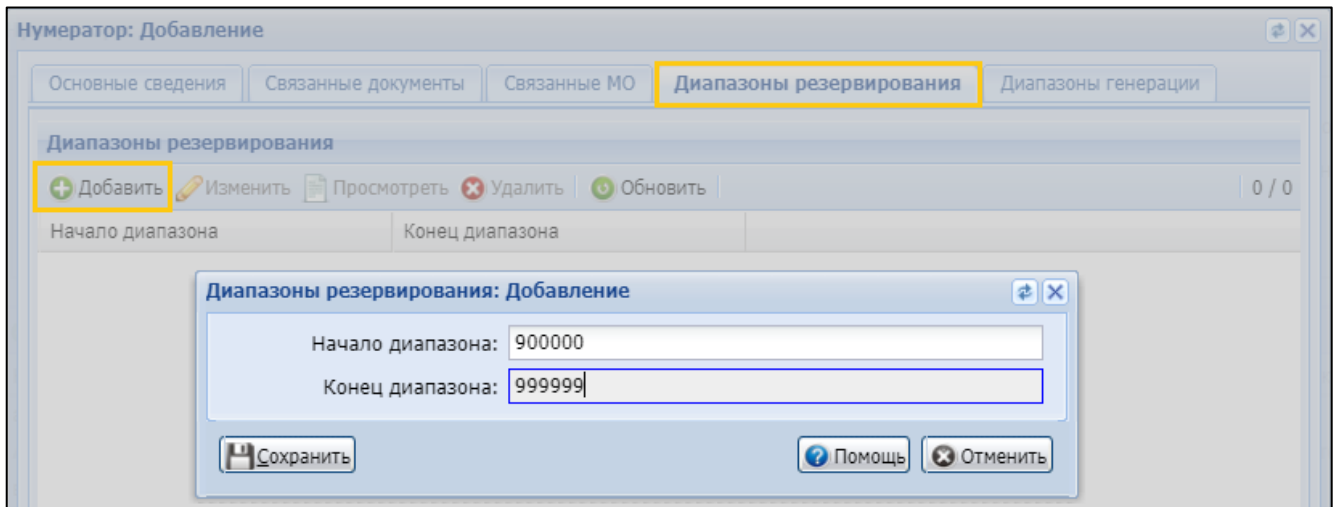 Нумератор: Добавление
Основные сведения Связанные документы Связанные МО Диапазоны резервирования Диапазоны генерации
Диапазоны резервирования
Добавить Изменить Просмотреть Удалить Обновить 0 / 0
Начало диапазона Конец диапазона
Диапазоны резервирования: Добавление
Начало диапазона: 900000
Конец диапазона: 999999
Сохранить Помощь Отменить